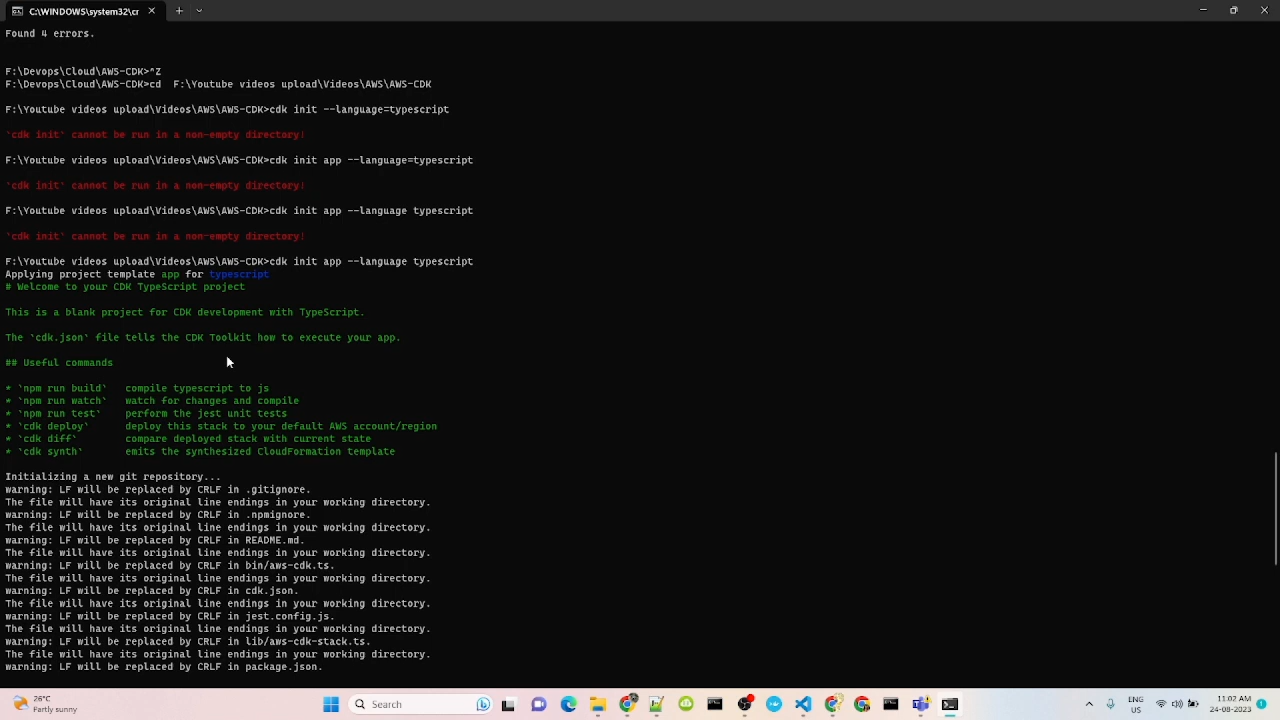 C:\WINDOWS\system32\cr
Found 4 errors.
F:\Devops\Cloud\AWS-CDK>^Z
F:\Devops\Cloud\AWS-CDK>cd  F:\Youtube videos upload\Videos\AWS\AWS-CDK
F:\Youtube videos upload\Videos\AWS\AWS-CDK>cdk init --language=typescript
`cdk init` cannot be run in a non-empty directory!
F:\Youtube videos upload\Videos\AWS\AWS-CDK>cdk init app --language=typescript
`cdk init` cannot be run in a non-empty directory!
F:\Youtube videos upload\Videos\AWS\AWS-CDK>cdk init app --language typescript
`cdk init` cannot be run in a non-empty directory!
F:\Youtube videos upload\Videos\AWS\AWS-CDK>cdk init app --language typescript
Applying project template app for typescript
# Welcome to your CDK TypeScript project
This is a blank project for CDK development with TypeScript.
The `cdk.json` file tells the CDK Toolkit how to execute your app.
## Useful commands
* `npm run build`   compile typescript to js
* `npm run watch`   watch for changes and compile
* `npm run test`    perform the jest unit tests
* `cdk deploy`      deploy this stack to your default AWS account/region
* `cdk diff`        compare deployed stack with current state
* `cdk synth`       emits the synthesized CloudFormation template
Initializing a new git repository...
warning: LF will be replaced by CRLF in .gitignore.
The file will have its original line endings in your working directory.
warning: LF will be replaced by CRLF in .npmignore.
The file will have its original line endings in your working directory.
warning: LF will be replaced by CRLF in README.md.
The file will have its original line endings in your working directory.
warning: LF will be replaced by CRLF in bin/aws-cdk.ts.
The file will have its original line endings in your working directory.
warning: LF will be replaced by CRLF in cdk.json.
The file will have its original line endings in your working directory.
warning: LF will be replaced by CRLF in jest.config.js.
The file will have its original line endings in your working directory.
warning: LF will be replaced by CRLF in lib/aws-cdk-stack.ts.
The file will have its original line endings in your working directory.
warning: LF will be replaced by CRLF in package.json.
26°C
Partly sunny
Search
ENG
US
11:02 AM
24-08-2023